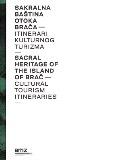 SAKRALNA
BAŠTINA
OTOKA
BRAČA —
ITINERARI
KULTURNOG
TURIZMA
SACRAL
HERITAGE OF
THE ISLAND
OF BRAČ —
CULTURAL
TOURISM
ITINERARIES